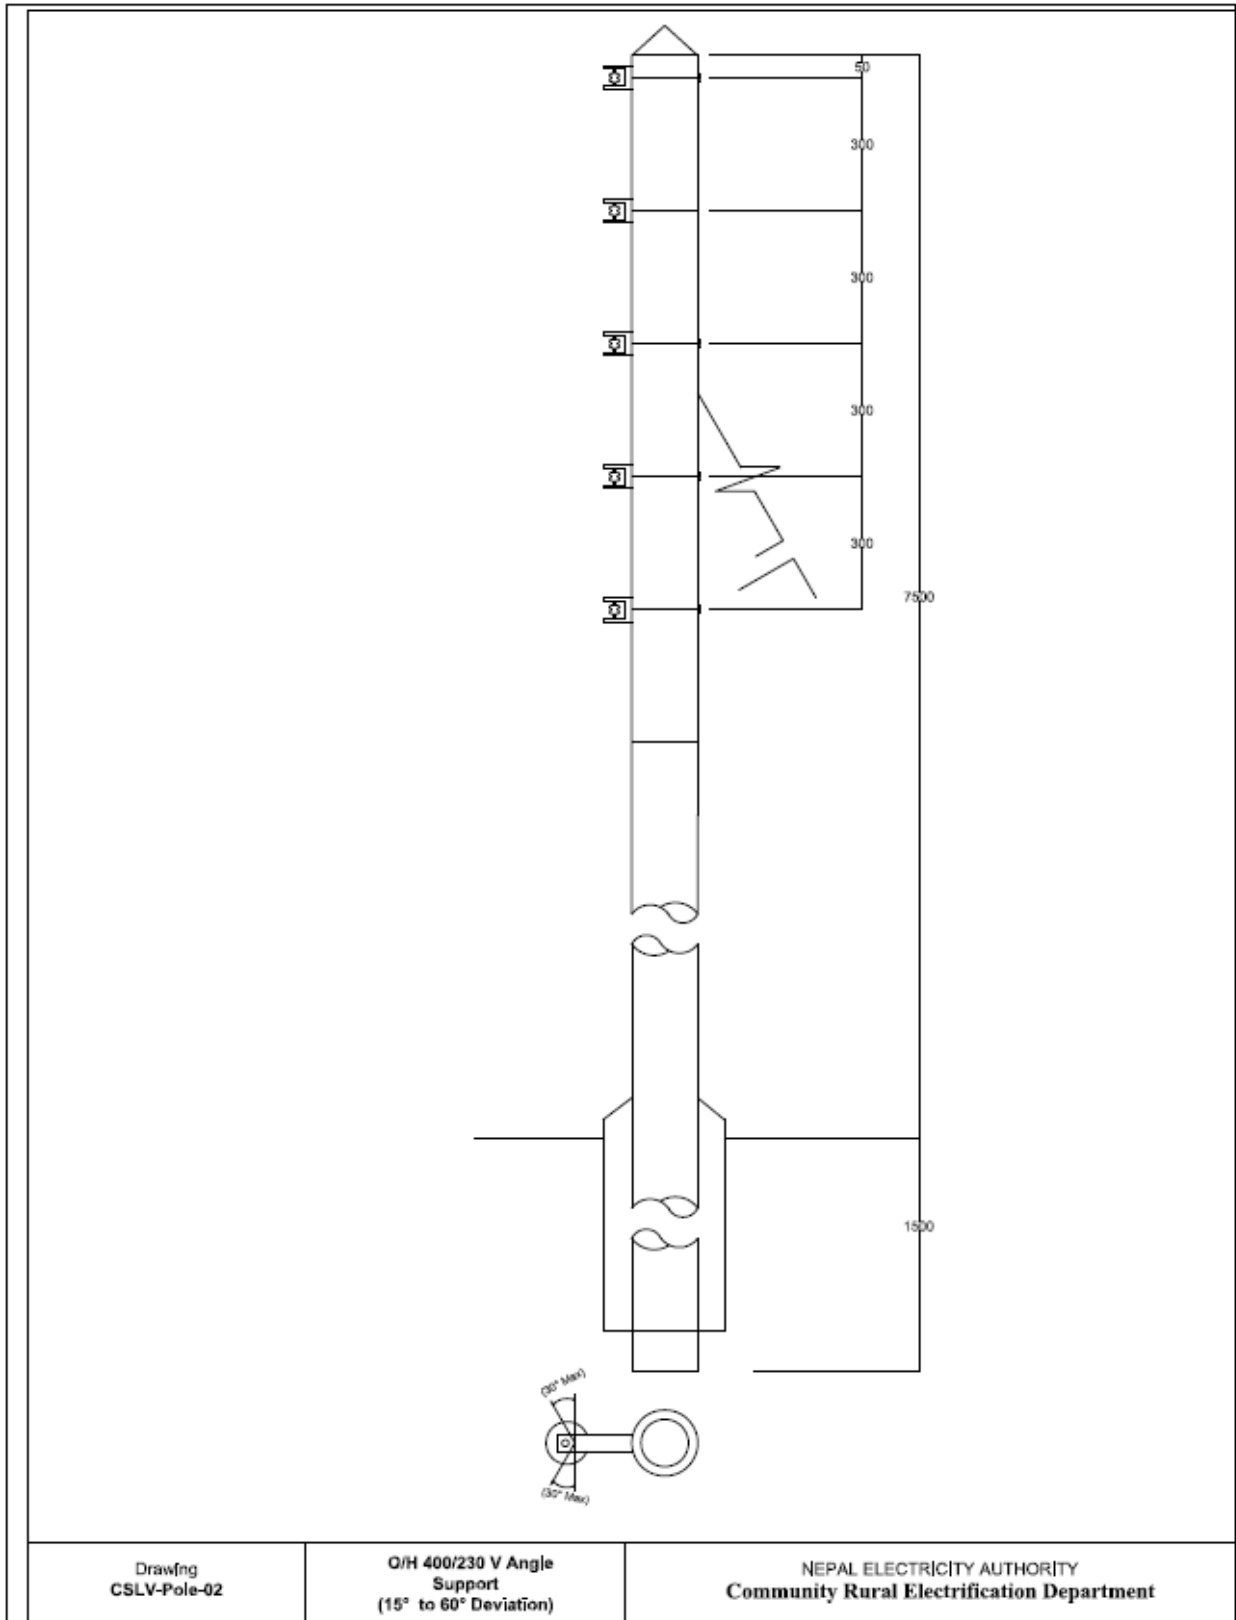 50
300
300
300
300
7500
1500
(30° Max)
(30° Max)
Drawing
CSLV-Pole-02
O/H 400/230 V Angle
Support
(15° to 60° Deviation)
NEPAL ELECTRICITY AUTHORITY
Community Rural Electrification Department